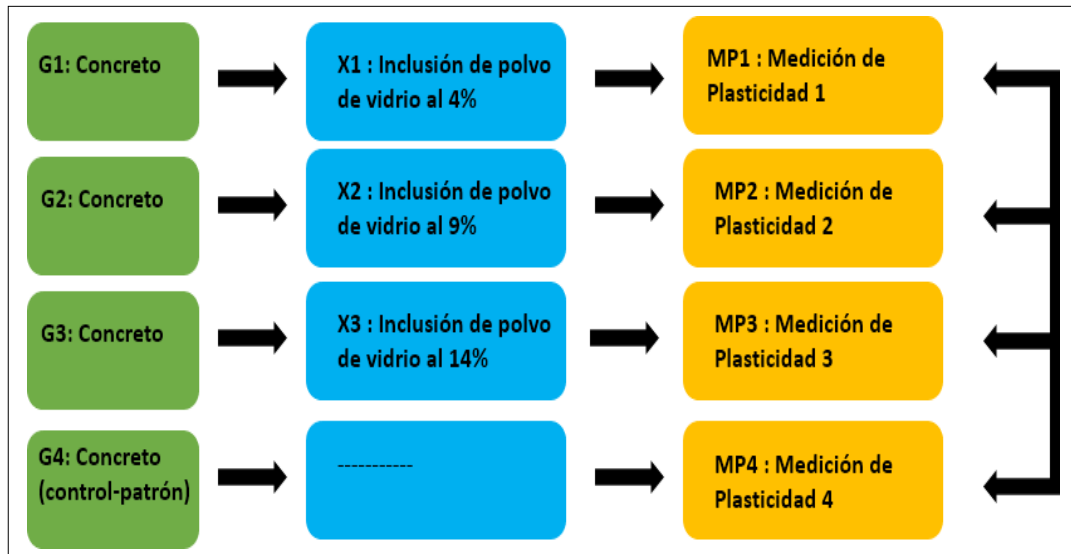 G1: Concreto
X1 : Inclusión de polvo
de vidrio al 4%
MP1 : Medición de
Plasticidad 1
G2: Concreto
X2 : Inclusión de polvo
de vidrio al 9%
MP2 : Medición de
Plasticidad 2
G3: Concreto
X3 : Inclusión de polvo
de vidrio al 14%
MP3 : Medición de
Plasticidad 3
G4: Concreto
(control-patrón)
-----------
MP4 : Medición de
Plasticidad 4